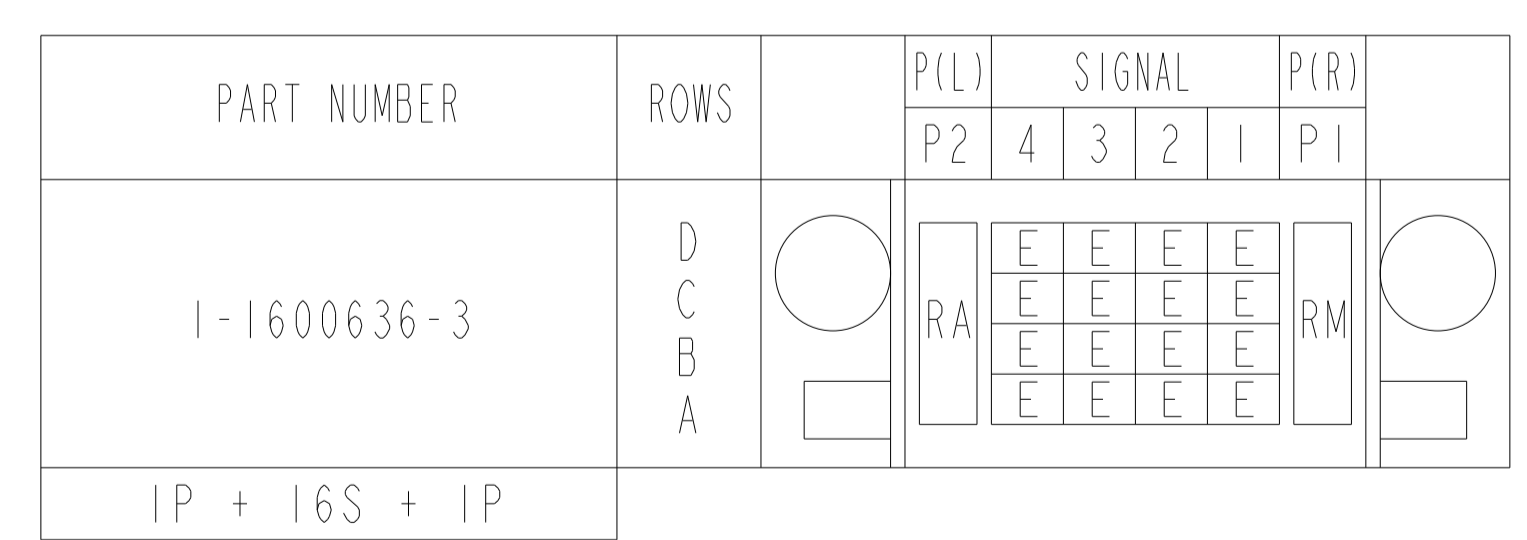 PART NUMBER ROWS P(L) SIGNAL P(R)
P2 4 3 2 1 P1
D E E E E
C E E E E
1-1600636-3 RA RM
B E E E E
A E E E E
1P + 16S + 1P